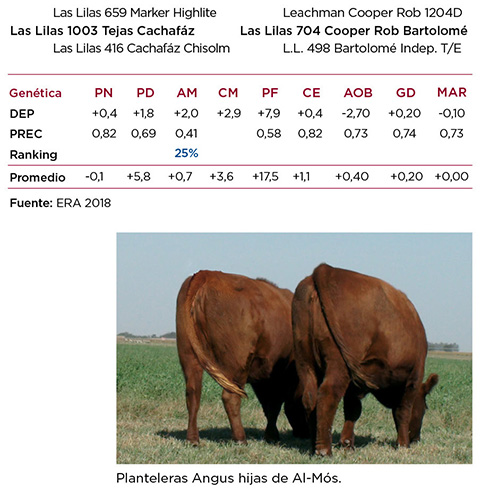 Las Lilas 659 Marker Highlite
Las Lilas 1003 Tejas Cachafáz
Las Lilas 416 Cachafáz Chisolm
Leachman Cooper Rob 1204D
Las Lilas 704 Cooper Rob Bartolomé
L.L. 498 Bartolomé Indep. T/E
Genética PN PD AM CM PF CE AOB GD MAR
DEP +0,4 +1,8 +2,0 +2,9 +7,9 +0,4 -2,70 +0,20 -0,10
PREC 0,82 0,69 0,41 0,58 0,82 0,73 0,74 0,73
Ranking 25%
Promedio -0,1 +5,8 +0,7 +3,6 +17,5 +1,1 +0,40 +0,20 +0,00
Fuente: ERA 2018
Planteleras Angus hijas de Al-Mós.